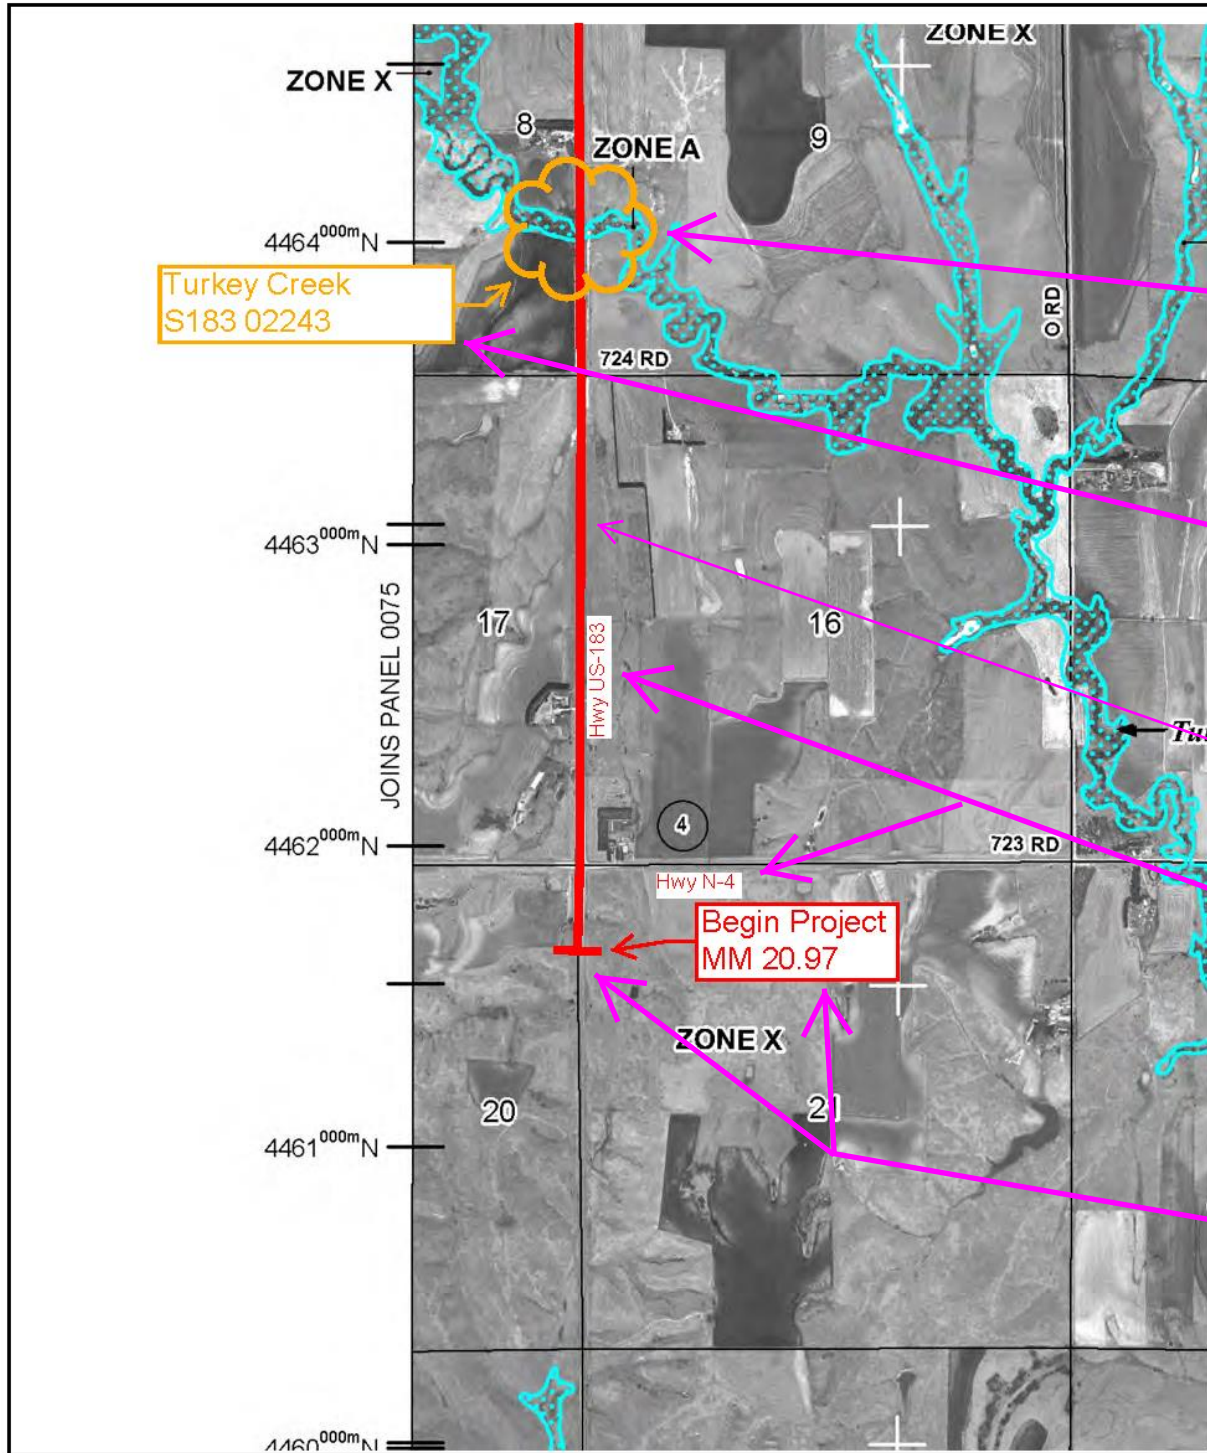 ZONE X
ZONE X
8
ZONE A
9
4464000mN
Turkey Creek
S183 02243
O RD
724 RD
4463000mN
JOINS PANEL 0075
17
16
Hwy US-183
4
4462000mN
723 RD
Hwy N-4
Begin Project
MM 20.97
ZONE X
20
21
4461000mN
4460000mN